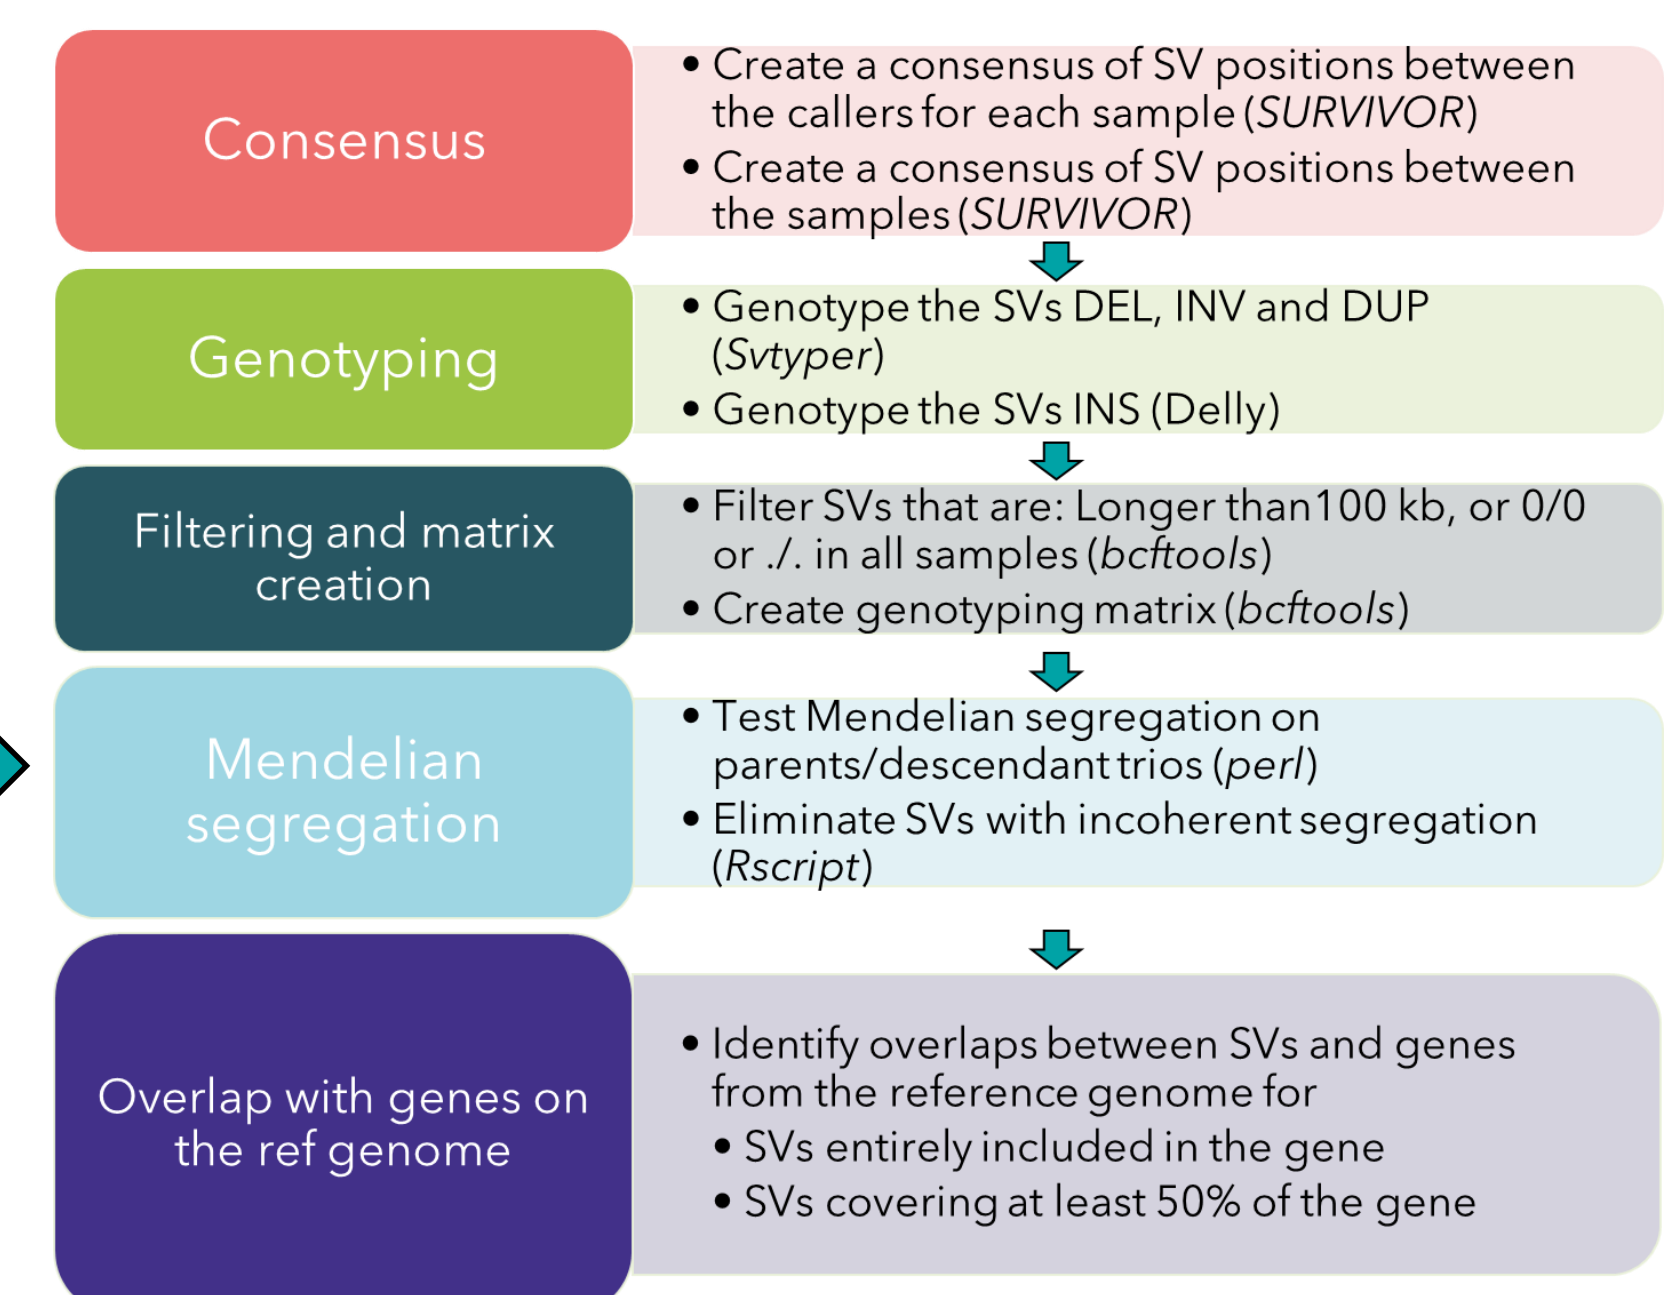 Consensus
• Create a consensus of SV positions between
the callers for each sample (SURVIVOR)
• Create a consensus of SV positions between
the samples (SURVIVOR)
Genotyping
• Genotype the SVs DEL, INV and DUP
(Svtyper)
• Genotype the SVs INS (Delly)
Filtering and matrix
creation
• Filter SVs that are: Longer than100 kb, or 0/0
or ./. in all samples (bcftools)
• Create genotyping matrix (bcftools)
Mendelian
segregation
• Test Mendelian segregation on
parents/descendant trios (perl)
• Eliminate SVs with incoherent segregation
(Rscript)
Overlap with genes on
the ref genome
• Identify overlaps between SVs and genes
from the reference genome for
• SVs entirely included in the gene
• SVs covering at least 50% of the gene